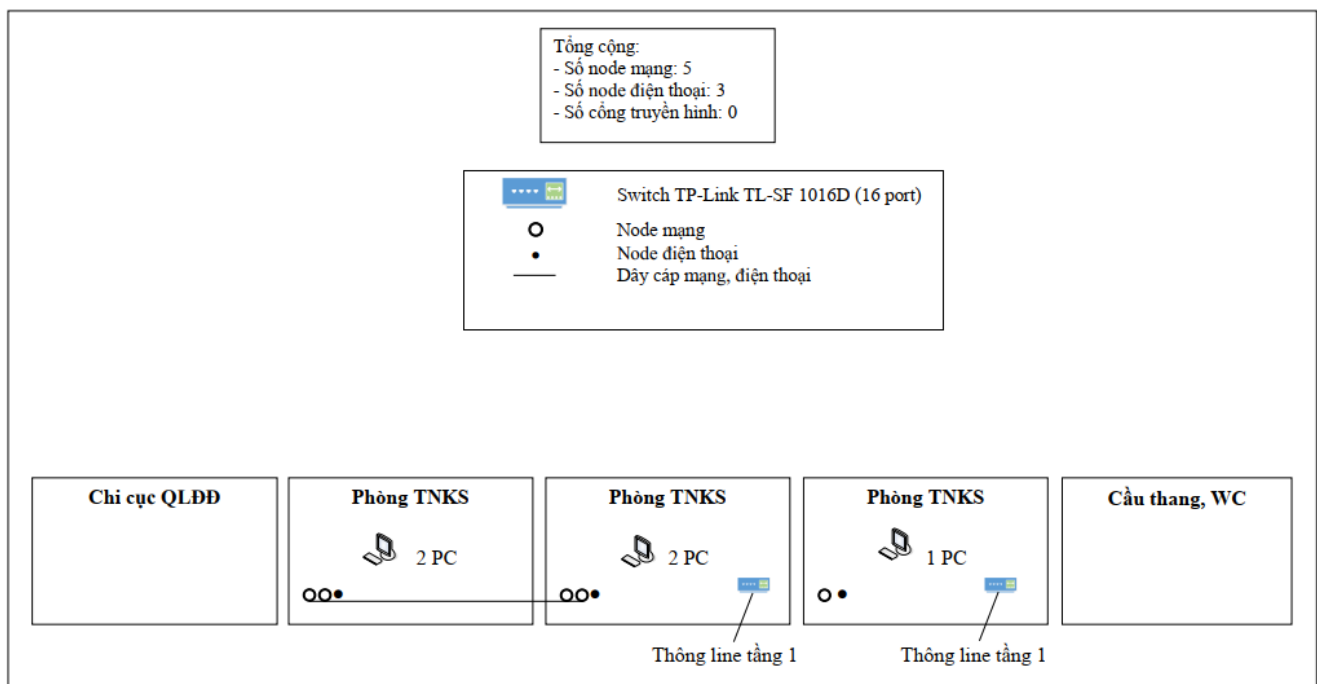 Tổng cộng:
- Số node mạng: 5
- Số node điện thoại: 3
- Số cổng truyền hình: 0
Switch TP-Link TL-SF 1016D (16 port)
Node mạng
Node điện thoại
Dây cáp mạng, điện thoại
Chi cục QLĐĐ
Phòng TNKS
Phòng TNKS
Phòng TNKS
Cầu thang, WC
2 PC
2 PC
1 PC
Thông line tầng 1
Thông line tầng 1